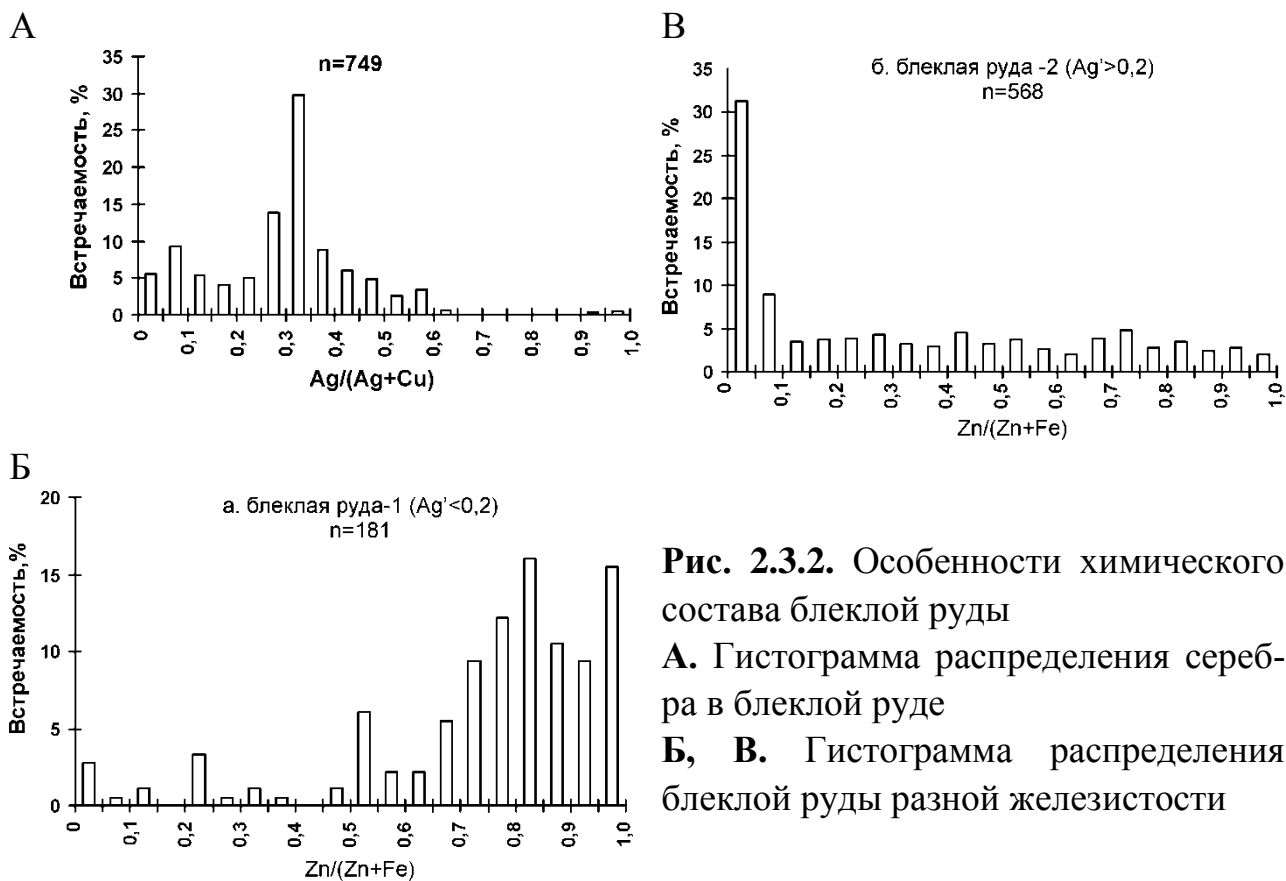 А
n=749
Встречаемость, %
35
30
25
20
15
10
5
0
0
0,1
0,2
0,3
0,4
0,5
0,6
0,7
0,8
0,9
1,0
Ag/(Ag+Cu)
В
б. блеклая руда -2 (Ag’>0,2)
n=568
Встречаемость, %
35
30
25
20
15
10
5
0
0
0,1
0,2
0,3
0,4
0,5
0,6
0,7
0,8
0,9
1,0
Zn/(Zn+Fe)
Б
а. блеклая руда-1 (Ag’<0,2)
n=181
Встречаемость,%
20
15
10
5
0
0
0,1
0,2
0,3
0,4
0,5
0,6
0,7
0,8
0,9
1,0
Zn/(Zn+Fe)
Рис. 2.3.2. Особенности химического
состава блеклой руды
А. Гистограмма распределения сереб-
ра в блеклой руде
Б, В. Гистограмма распределения
блеклой руды разной железистости